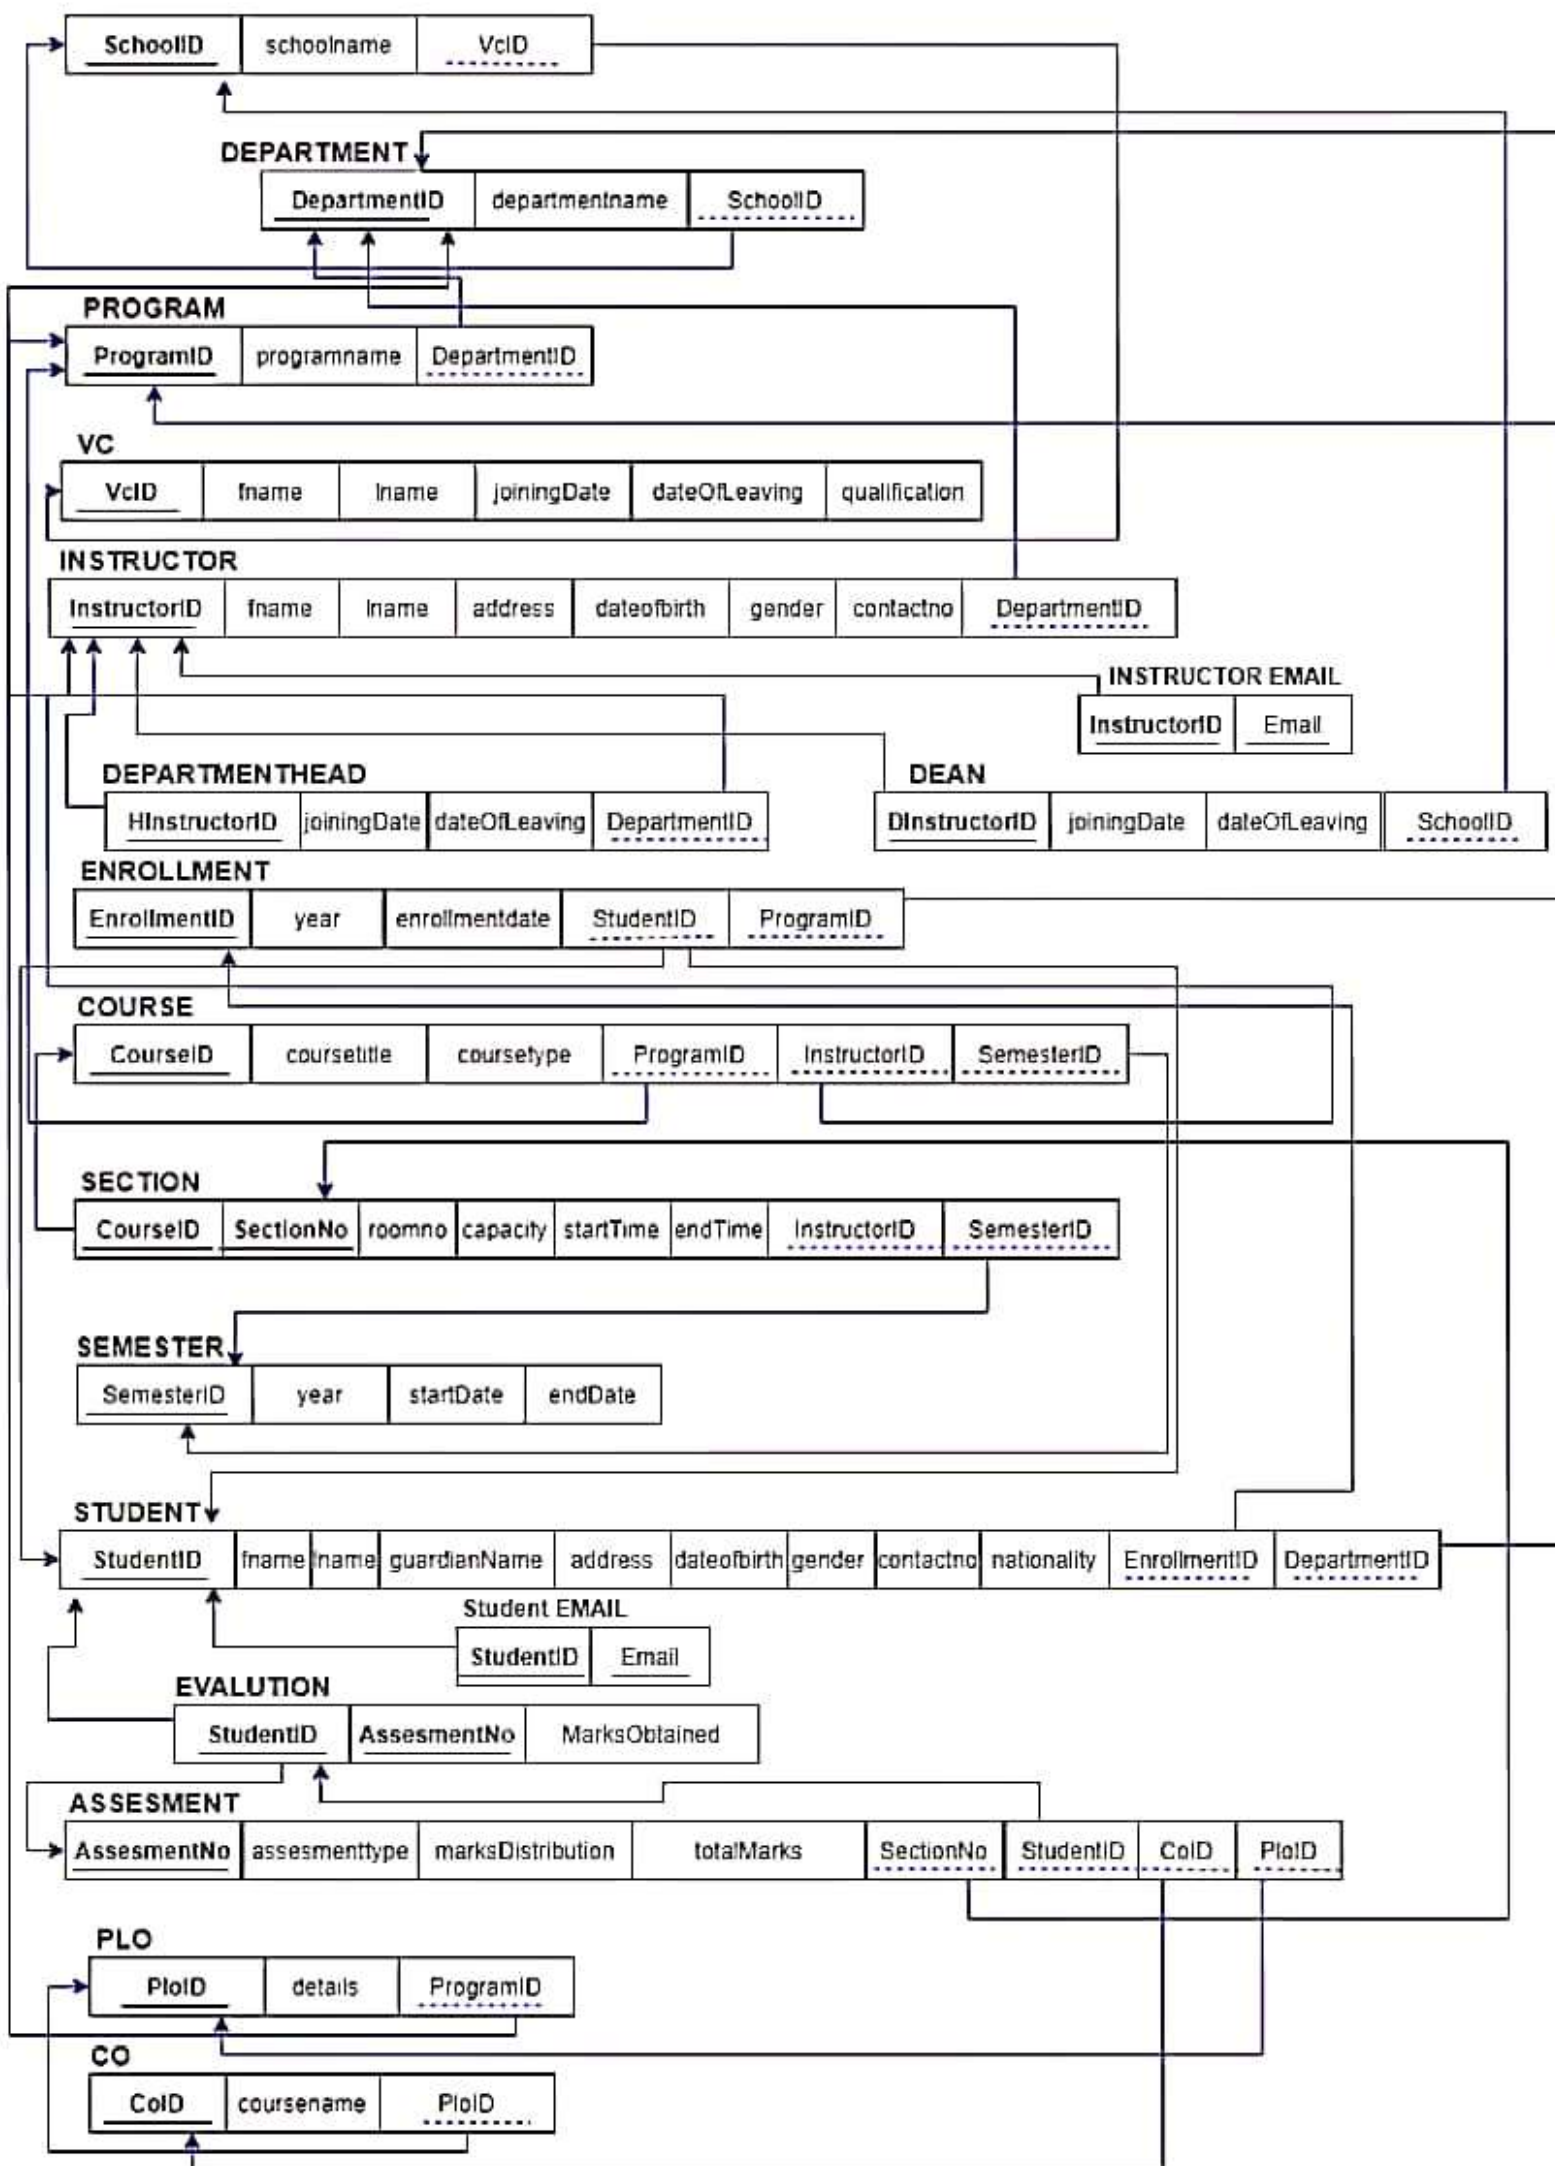 SchoolID schoolname VcID
DEPARTMENT
DepartmentID departmentname SchoolID
PROGRAM
ProgramID programname DepartmentID
VC
VcID fname lname joiningDate dateOfLeaving qualification
INSTRUCTOR
InstructorID fname lname address dateofbirth gender contactno DepartmentID
INSTRUCTOR EMAIL
InstructorID Email
DEPARTMENTHEAD DEAN
HInstructorID joiningDate dateOfLeaving DepartmentID DInstructorID joiningDate dateOfLeaving SchoolID
ENROLLMENT
EnrollmentID year enrollmentdate StudentID ProgramID
COURSE
CourseID coursetitle coursetype ProgramID InstructorID SemesterID
SECTION
CourseID SectionNo roomno capacity startTime endTime InstructorID SemesterID
SEMESTER
SemesterID year startDate endDate
STUDENT
StudentID fname lname guardianName address dateofbirth gender contactno nationality EnrollmentID DepartmentID
Student EMAIL
StudentID Email
EVALUTION
StudentID AssesmentNo MarksObtained
ASSESMENT
AssesmentNo assesmenttype marksDistribution totalMarks SectionNo StudentID CoID PloID
PLO
PloID details ProgramID
CO
CoID coursename PloID